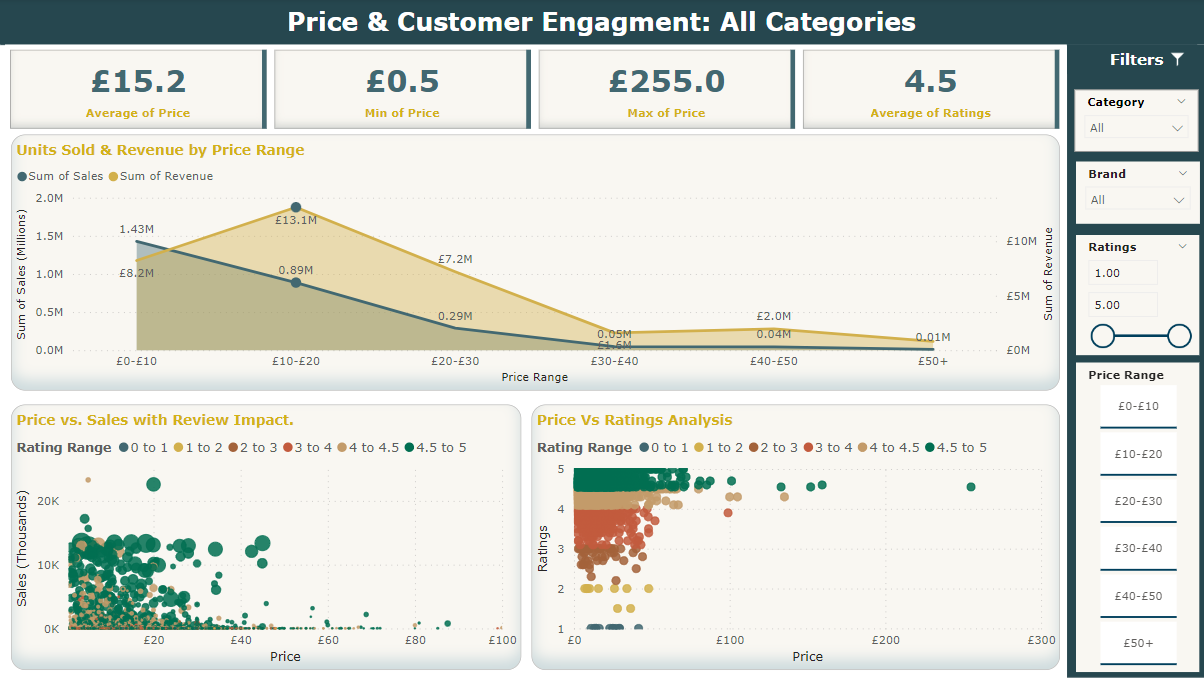 Price & Customer Engagment: All Categories
£15.2
Average of Price
£0.5
Min of Price
£255.0
Max of Price
4.5
Average of Ratings
Filters
Category
All
Brand
All
Ratings
1.00
5.00
Price Range
£0-£10
£10-£20
£20-£30
£30-£40
£40-£50
£50+
Units Sold & Revenue by Price Range
Sum of Sales Sum of Revenue
Sum of Sales (Millions)
2.0M
1.5M
1.0M
0.5M
0.0M
1.43M
£8.2M
£13.1M
0.89M
£7.2M
0.29M
0.05M
£1.6M
£2.0M
0.04M
0.01M
£10M
£5M
£0M
Sum of Revenue
£0-£10 £10-£20 £20-£30 £30-£40 £40-£50 £50+
Price Range
Price vs. Sales with Review Impact.
Rating Range 0 to 1 1 to 2 2 to 3 3 to 4 4 to 4.5 4.5 to 5
Sales (Thousands)
20K
10K
0K
£20 £40 £60 £80 £100
Price
Price Vs Ratings Analysis
Rating Range 0 to 1 1 to 2 2 to 3 3 to 4 4 to 4.5 4.5 to 5
Ratings
5
4
3
2
1
£0 £100 £200 £300
Price